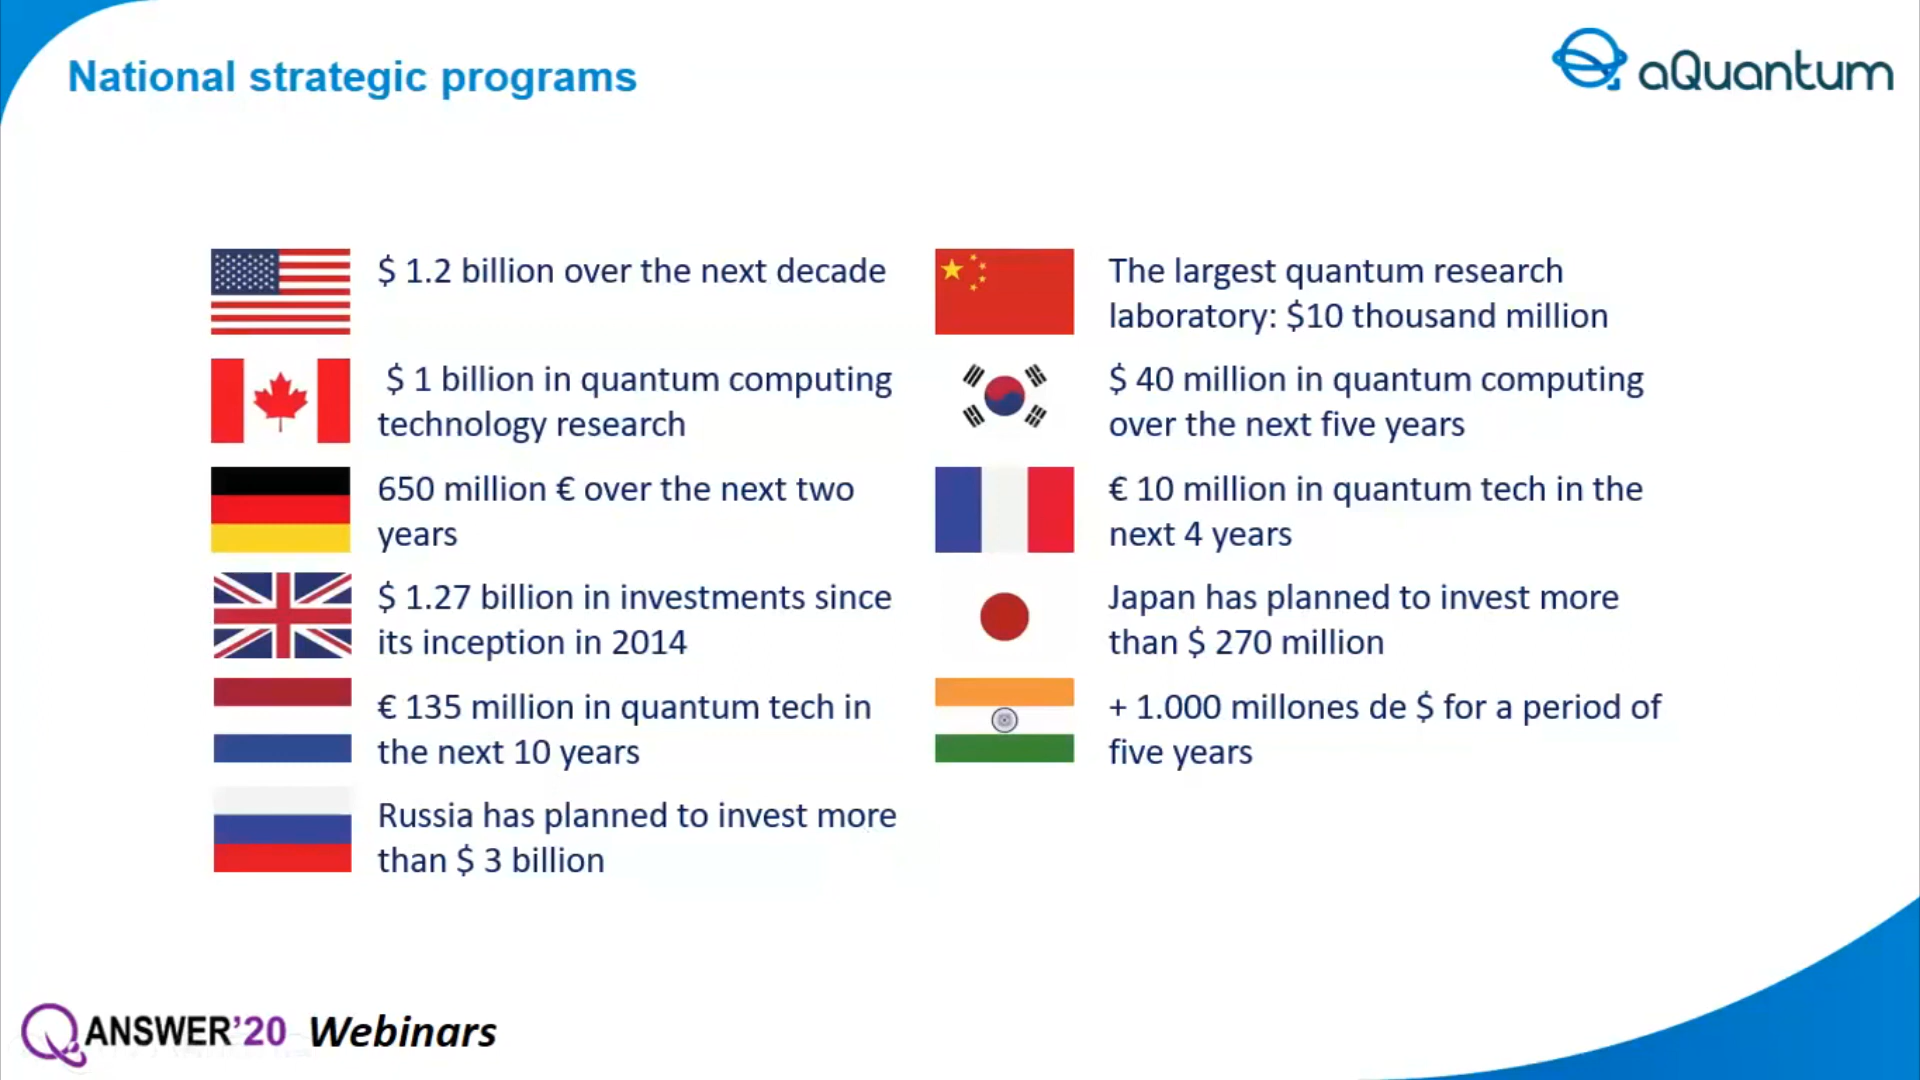 National strategic programs
aQuantum
$ 1.2 billion over the next decade
$ 1 billion in quantum computing
technology research
650 million € over the next two
years
$ 1.27 billion in investments since
its inception in 2014
€ 135 million in quantum tech in
the next 10 years
Russia has planned to invest more
than $ 3 billion
The largest quantum research
laboratory: $10 thousand million
$ 40 million in quantum computing
over the next five years
€ 10 million in quantum tech in the
next 4 years
Japan has planned to invest more
than $ 270 million
+ 1.000 millones de $ for a period of
five years
QANSWER'20 Webinars